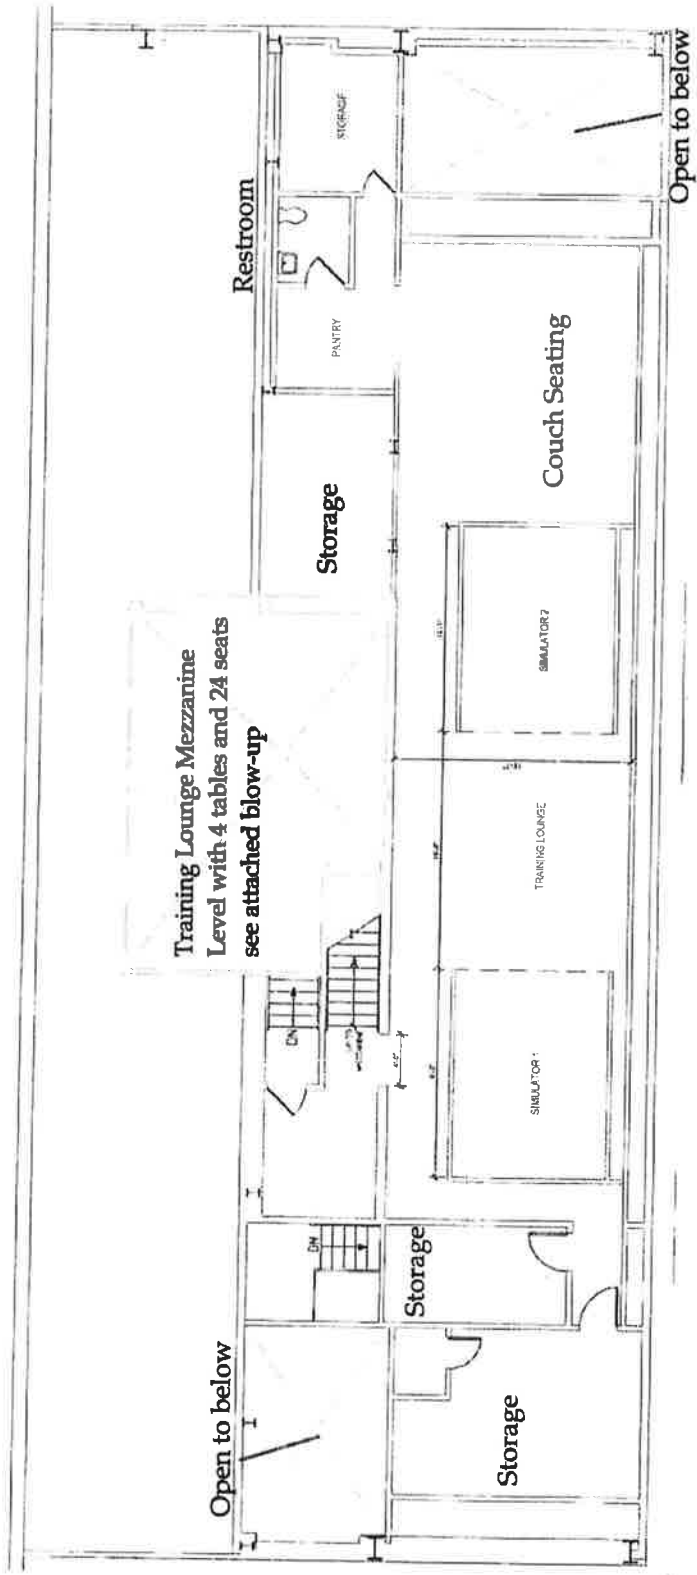 Open to below
Restroom
STORAGE
PANTRY
Storage
Couch Seating
Training Lounge Mezzanine
Level with 4 tables and 24 seats
see attached blow-up
SIMULATOR 2
TRAINING LOUNGE
SIMULATOR 1
DN
DN
Storage
Open to below
Storage